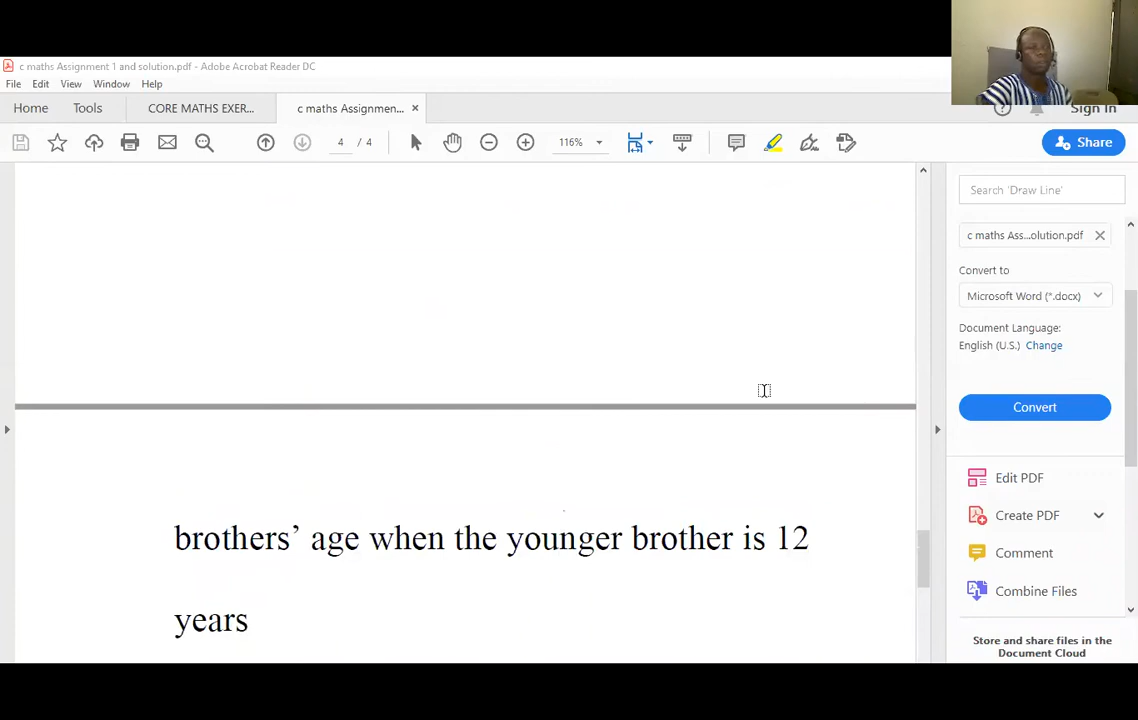 c maths Assignment 1 and solution.pdf - Adobe Acrobat Reader DC
File Edit View Window Help
Home Tools CORE MATHS EXER... c maths Assignmen... × Sign In
4 / 4 116% Share
Search 'Draw Line'
c maths Ass...olution.pdf
Convert to
Microsoft Word (*.docx)
Document Language:
English (U.S.) Change
Convert
Edit PDF
Create PDF
Comment
Combine Files
Store and share files in the
Document Cloud
brothers’ age when the younger brother is 12
years